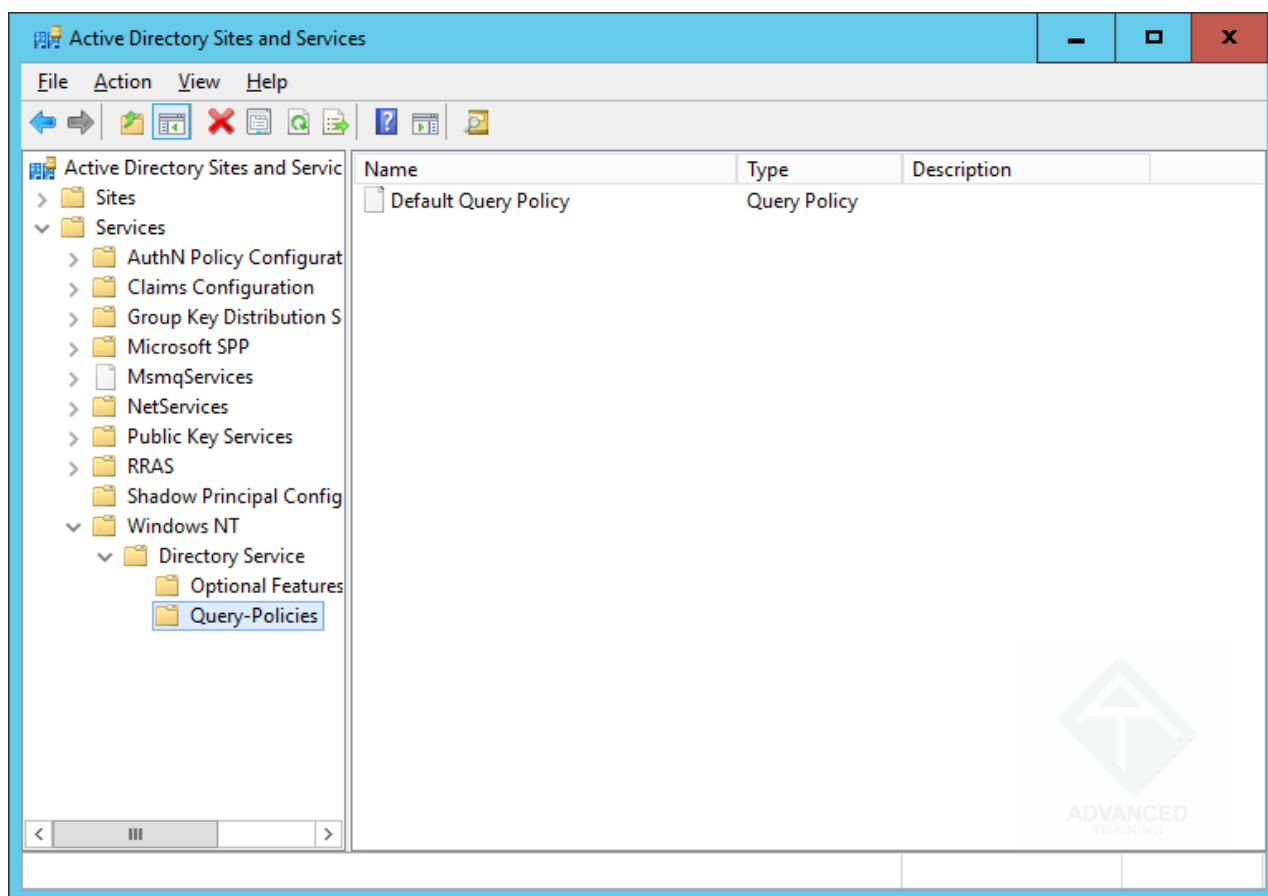 Active Directory Sites and Services
File Action View Help
Active Directory Sites and Servic
Name Type Description
Sites
Default Query Policy Query Policy
Services
AuthN Policy Configurat
Claims Configuration
Group Key Distribution S
Microsoft SPP
MsmqServices
NetServices
Public Key Services
RRAS
Shadow Principal Config
Windows NT
Directory Service
Optional Features
Query-Policies
ADVANCED
TRAINING